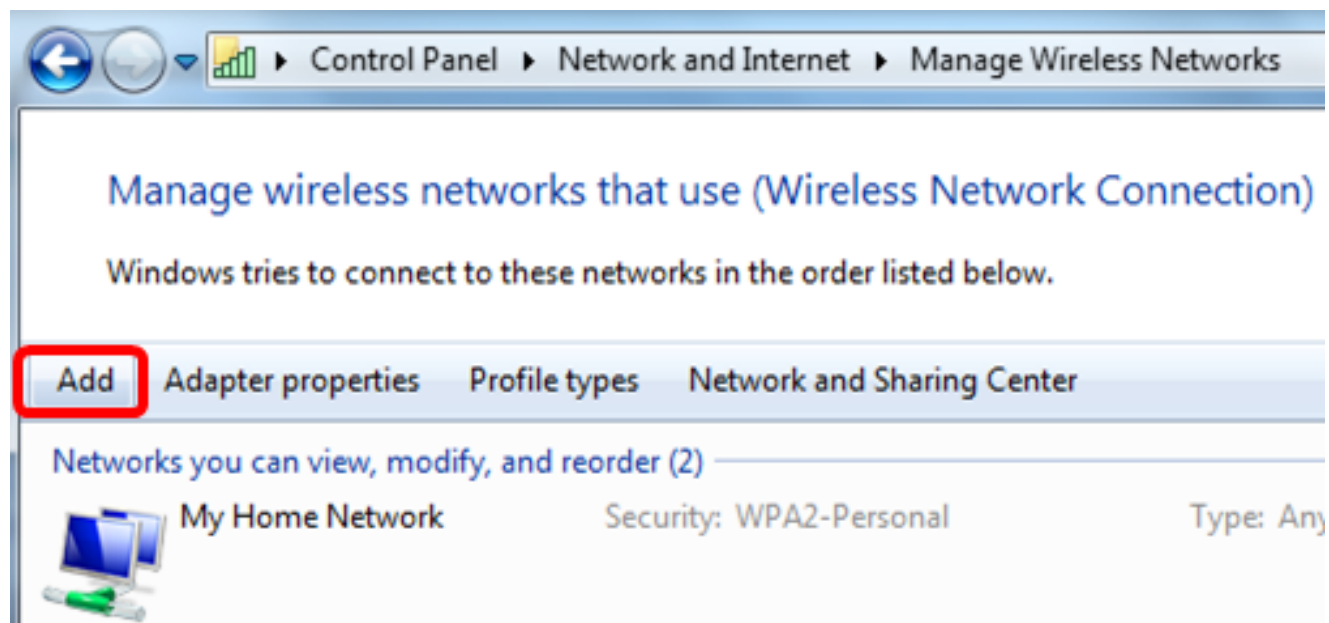 Control Panel ▸ Network and Internet ▸ Manage Wireless Networks
Manage wireless networks that use (Wireless Network Connection)
Windows tries to connect to these networks in the order listed below.
Add Adapter properties Profile types Network and Sharing Center
Networks you can view, modify, and reorder (2)
My Home Network Security: WPA2-Personal Type: Any